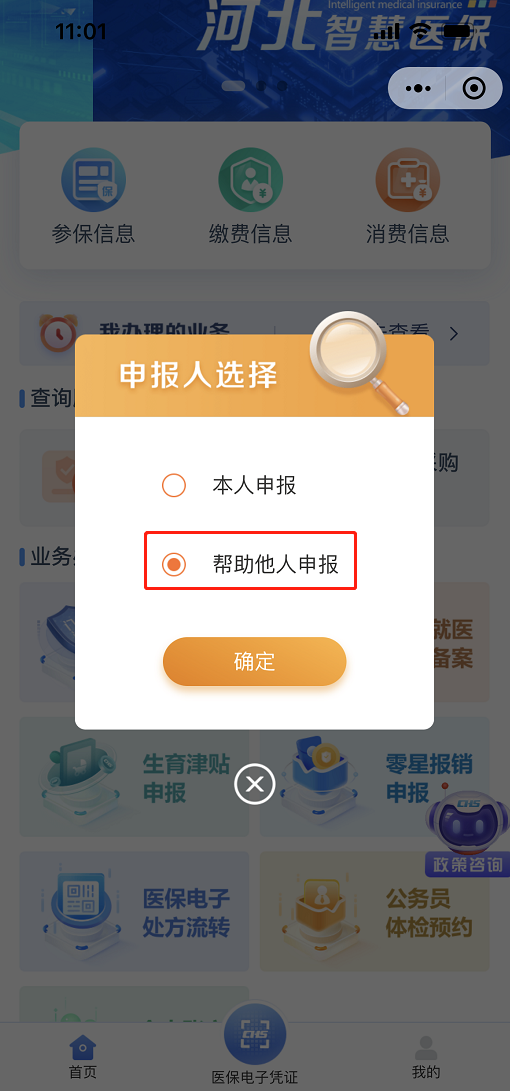 Intelligent medical insurance
11:01
河北智慧医保
参保信息
缴费信息
消费信息
我办理的业务
去查看
申报人选择
查询
采购
本人申报
帮助他人申报
业务
就医
备案
确定
生育津贴
申报
零星报销
申报
CHS
政策咨询
医保电子
处方流转
公务员
体检预约
CHS
首页
医保电子凭证
我的